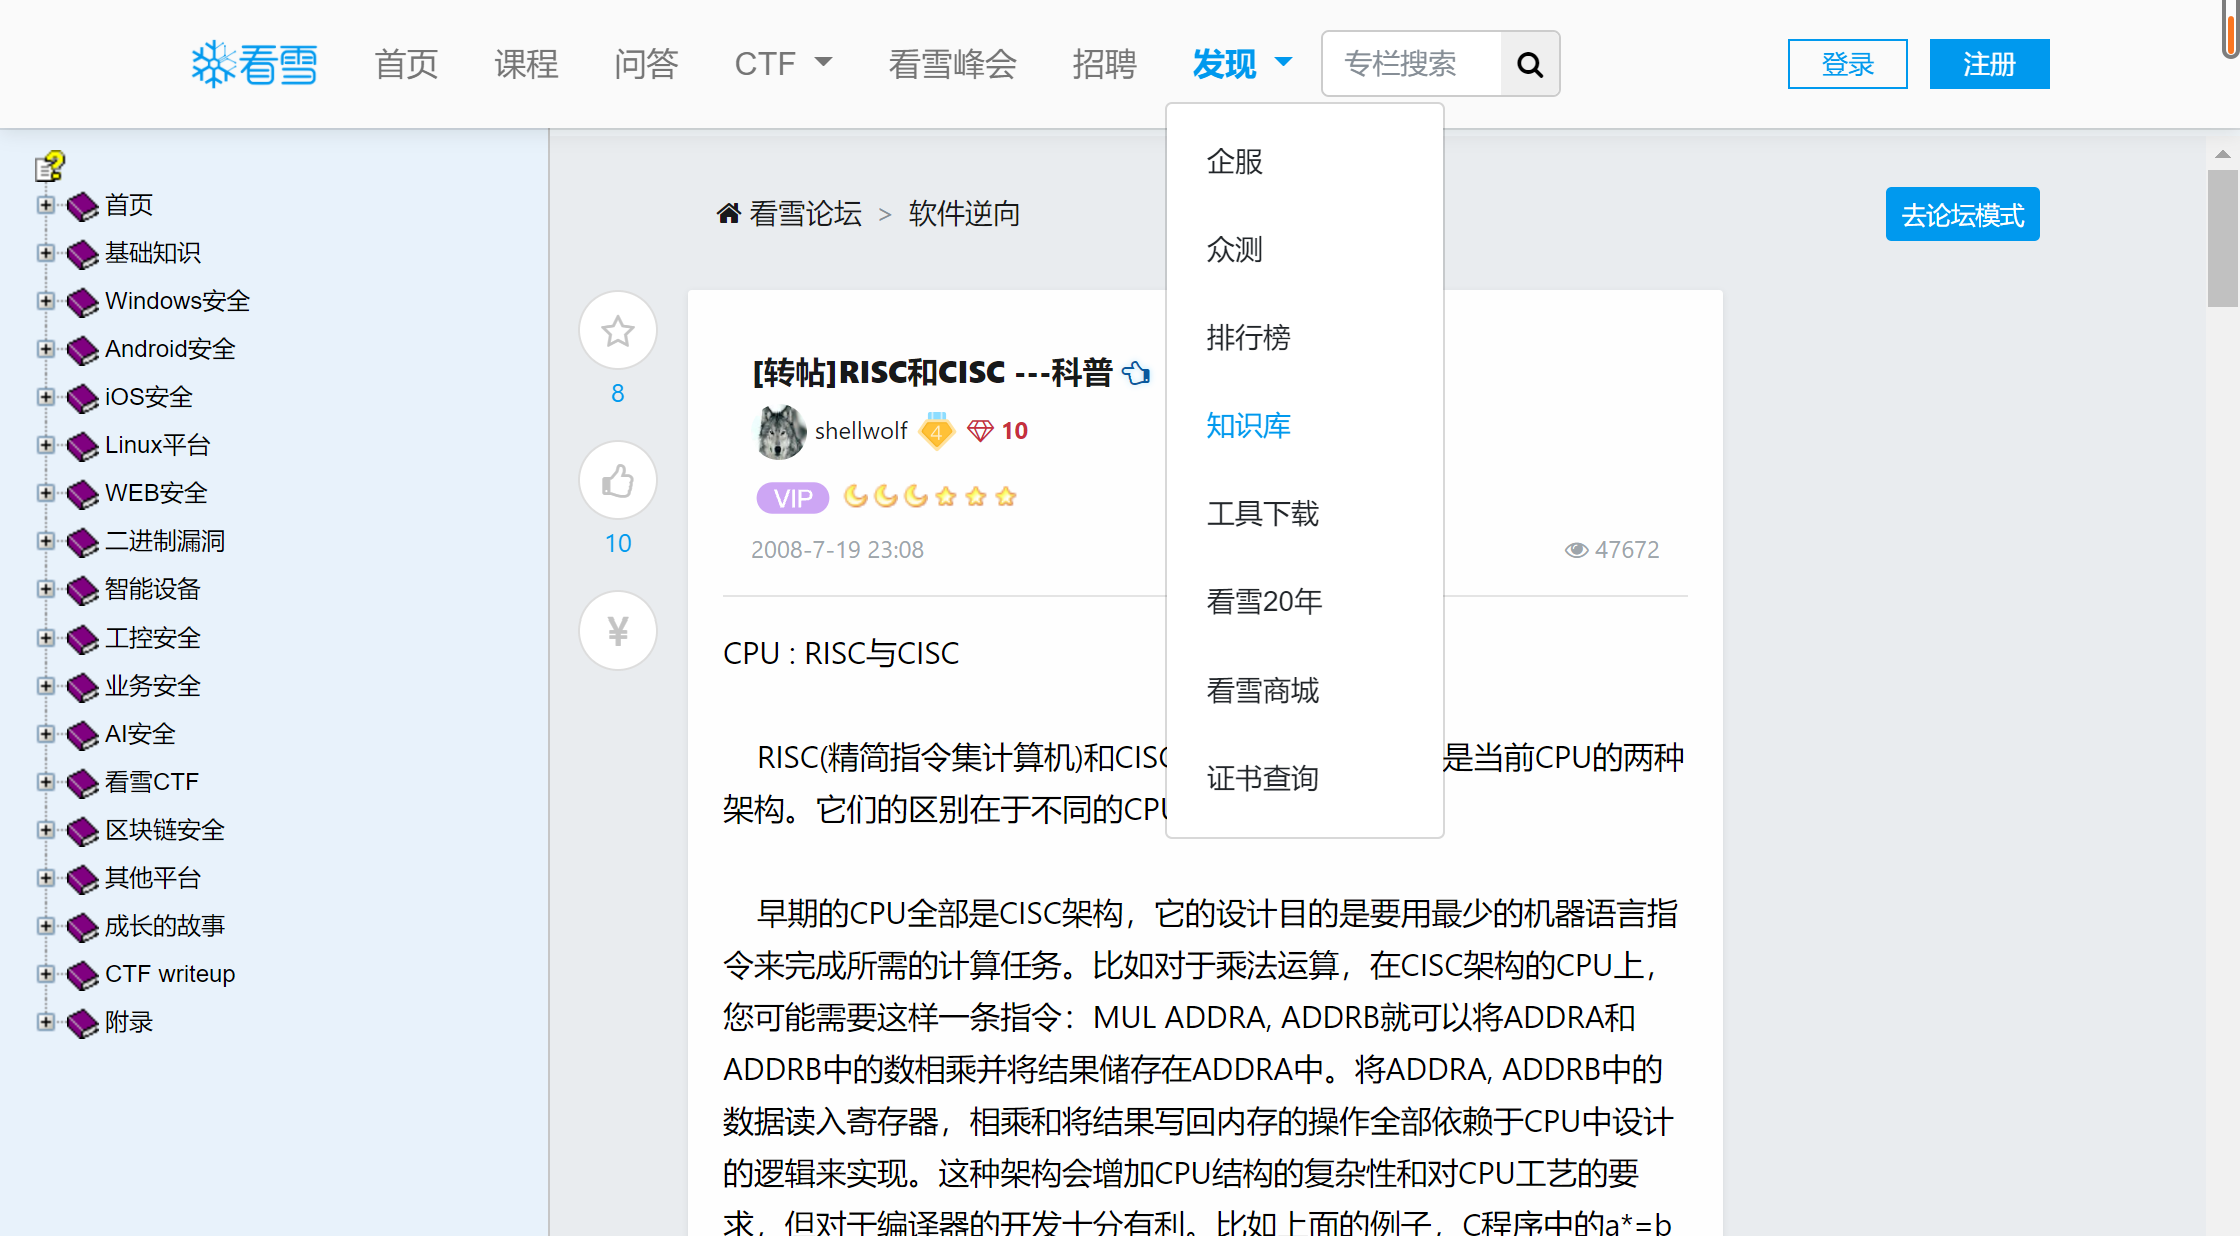 看雪
首页
课程
问答
CTF
看雪峰会
招聘
发现
专栏搜索
登录
注册
首页
基础知识
Windows安全
Android安全
iOS安全
Linux平台
WEB安全
二进制漏洞
智能设备
工控安全
业务安全
AI安全
看雪CTF
区块链安全
其他平台
成长的故事
CTF writeup
附录
企服
众测
排行榜
知识库
工具下载
看雪20年
看雪商城
证书查询
看雪论坛 > 软件逆向
去论坛模式
8
10
¥
[转帖]RISC和CISC ---科普
shellwolf 4 10
VIP
2008-7-19 23:08
47672
CPU : RISC与CISC
RISC(精简指令集计算机)和CISC 是当前CPU的两种
架构。它们的区别在于不同的CPU
早期的CPU全部是CISC架构，它的设计目的是要用最少的机器语言指
令来完成所需的计算任务。比如对于乘法运算，在CISC架构的CPU上，
您可能需要这样一条指令：MUL ADDRA, ADDRB就可以将ADDRA和
ADDRB中的数相乘并将结果储存在ADDRA中。将ADDRA, ADDRB中的
数据读入寄存器，相乘和将结果写回内存的操作全部依赖于CPU中设计
的逻辑来实现。这种架构会增加CPU结构的复杂性和对CPU工艺的要
求，但对于编译器的开发十分有利。比如上面的例子，C程序中的a*=b